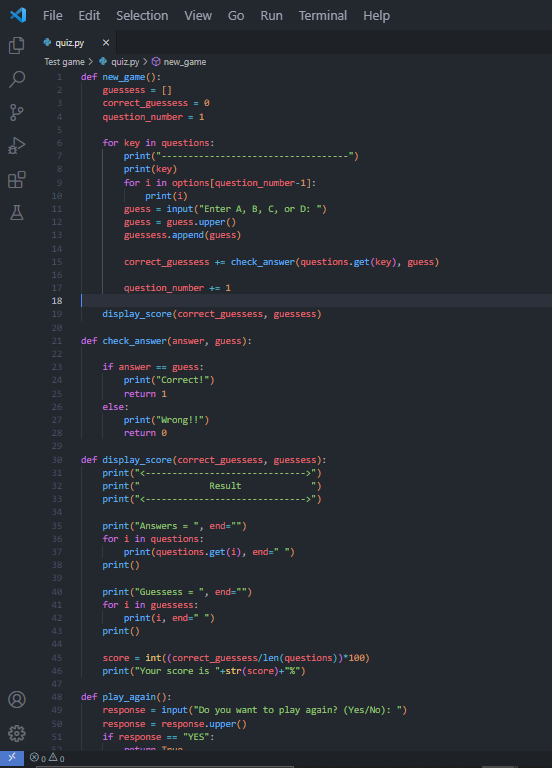 File Edit Selection View Go Run Terminal Help
quiz.py ×
Test game > quiz.py > new_game
1 def new_game():
2 guessess = []
3 correct_guessess = 0
4 question_number = 1
5
6 for key in questions:
7 print("-----------------------------------")
8 print(key)
9 for i in options[question_number-1]:
10 print(i)
11 guess = input("Enter A, B, C, or D: ")
12 guess = guess.upper()
13 guessess.append(guess)
14
15 correct_guessess += check_answer(questions.get(key), guess)
16
17 question_number += 1
18
19 display_score(correct_guessess, guessess)
20
21 def check_answer(answer, guess):
22
23 if answer == guess:
24 print("Correct!")
25 return 1
26 else:
27 print("Wrong!!")
28 return 0
29
30 def display_score(correct_guessess, guessess):
31 print("<------------------------------>")
32 print("             Result             ")
33 print("<------------------------------>")
34
35 print("Answers = ", end="")
36 for i in questions:
37 print(questions.get(i), end=" ")
38 print()
39
40 print("Guessess = ", end="")
41 for i in guessess:
42 print(i, end=" ")
43 print()
44
45 score = int((correct_guessess/len(questions))*100)
46 print("Your score is "+str(score)+"%")
47
48 def play_again():
49 response = input("Do you want to play again? (Yes/No): ")
50 response = response.upper()
51 if response == "YES":
52 return True
0 0